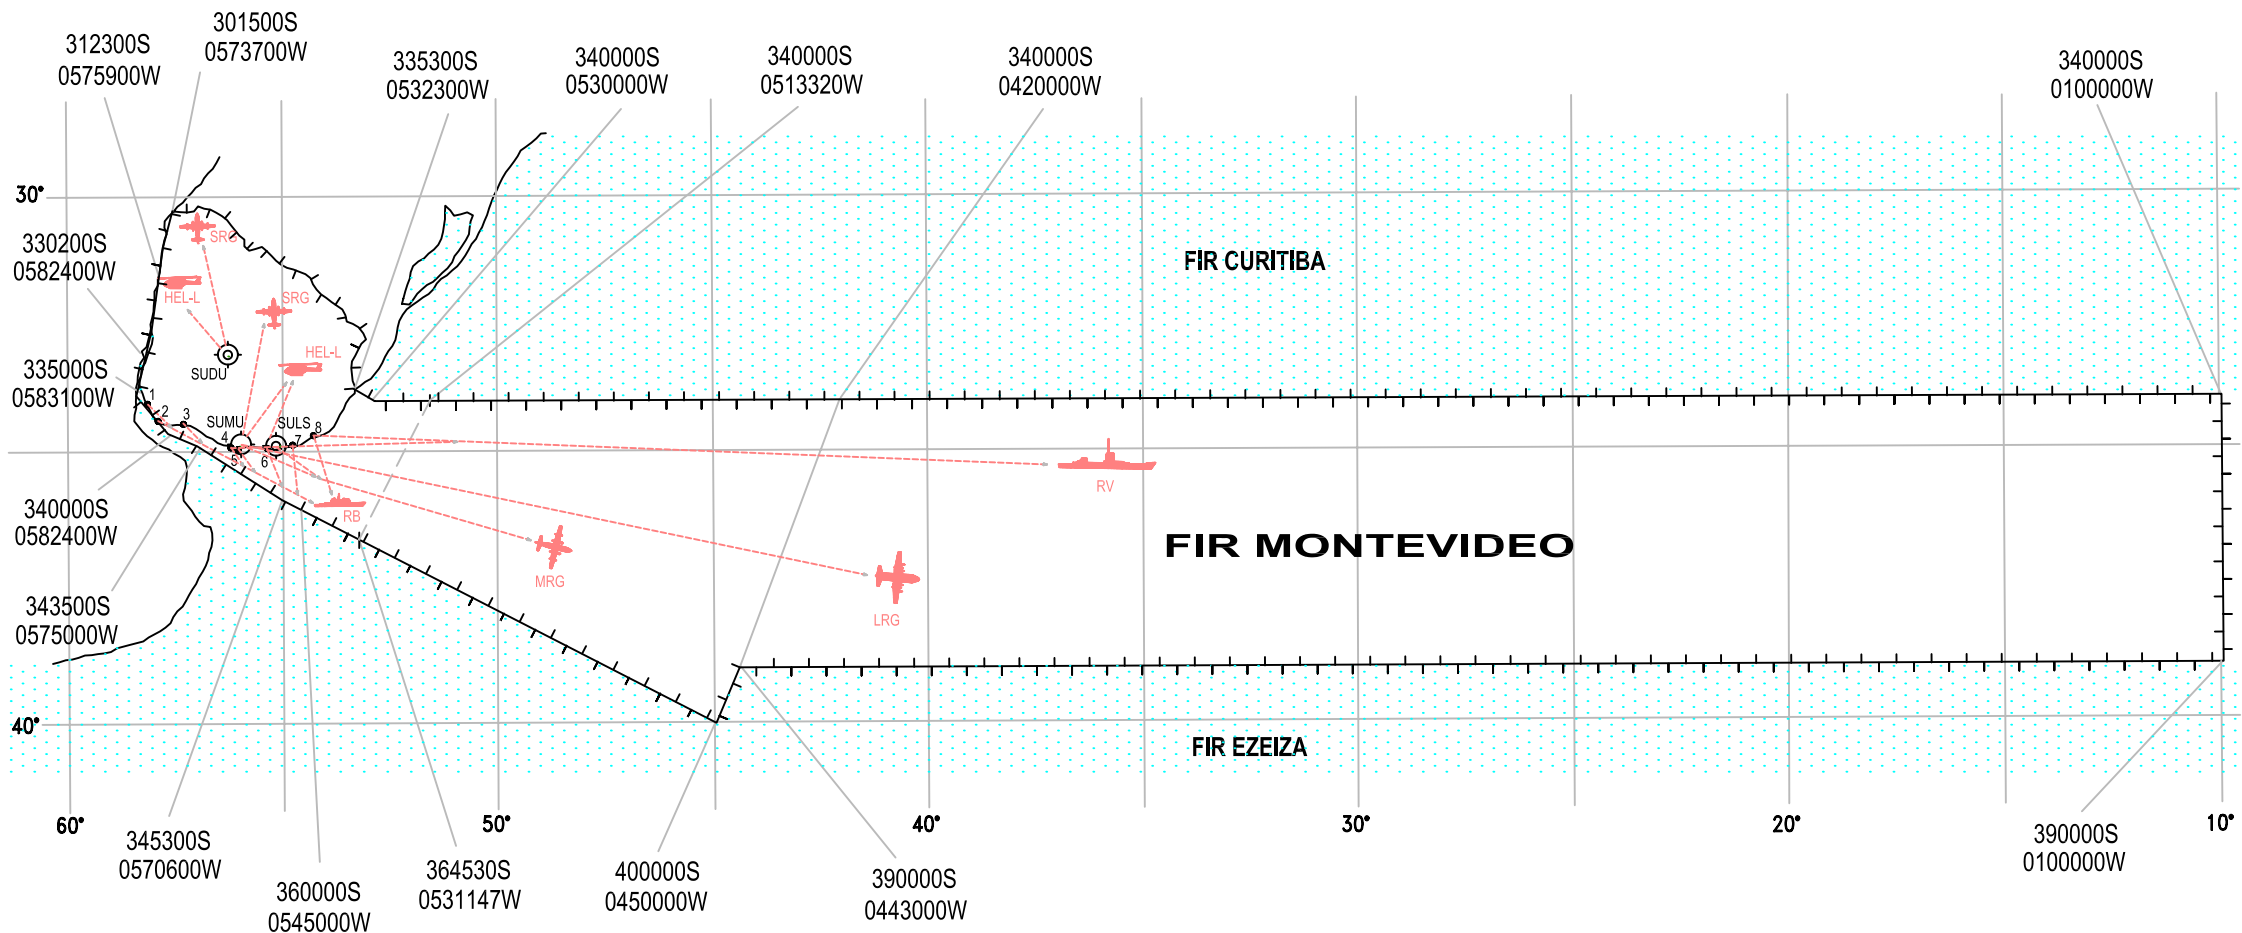 301500S
0573700W
312300S
0575900W
335300S
0532300W
340000S
0530000W
340000S
0513320W
340000S
0420000W
340000S
0100000W
30°
330200S
0582400W
SRG
HEL-L
SRG
HEL-L
FIR CURITIBA
SUDU
335000S
0583100W
1
2
3
SUMU
4
5
6
SULS
7
8
RV
RB
340000S
0582400W
FIR MONTEVIDEO
MRG
LRG
343500S
0575000W
40°
FIR EZEIZA
60°
50°
40°
30°
20°
10°
345300S
0570600W
360000S
0545000W
364530S
0531147W
400000S
0450000W
390000S
0443000W
390000S
0100000W